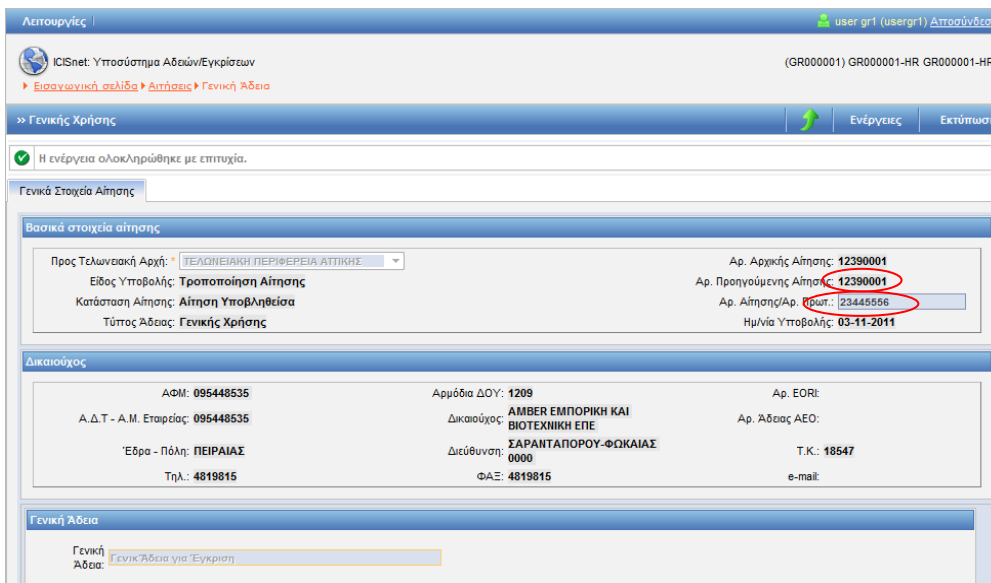 Λειτουργίες
user gr1 (usergr1) Αποσύνδεσ
ICISnet: Υποσύστημα Αδειών/Εγκρίσεων
(GR000001) GR000001-HR GR000001-HR
Εισαγωγική σελίδα Αιτήσεις Γενική Άδεια
» Γενικής Χρήσης
Ενέργειες
Εκτύπωσ
Η ενέργεια ολοκληρώθηκε με επιτυχία.
Γενικά Στοιχεία Αίτησης
Βασικά στοιχεία αίτησης
Προς Τελωνειακή Αρχή: * ΤΕΛΩΝΕΙΑΚΗ ΠΕΡΙΦΕΡΕΙΑ ΑΤΤΙΚΗΣ
Αρ. Αρχικής Αίτησης: 12390001
Είδος Υποβολής: Τροποποίηση Αίτησης
Αρ. Προηγούμενης Αίτησης: 12390001
Κατάσταση Αίτησης: Αίτηση Υποβληθείσα
Αρ. Αίτησης/Αρ. Πρωτ.: 23445556
Τύπος Άδειας: Γενικής Χρήσης
Ημ/νία Υποβολής: 03-11-2011
Δικαιούχος
ΑΦΜ: 095448535
Αρμόδια ΔΟΥ: 1209
Αρ. EORI:
Α.Δ.Τ - Α.Μ. Εταιρείας: 095448535
Δικαιούχος: AMBER ΕΜΠΟΡΙΚΗ ΚΑΙ
ΒΙΟΤΕΧΝΙΚΗ ΕΠΕ
Αρ. Άδειας ΑΕΟ:
Έδρα - Πόλη: ΠΕΙΡΑΙΑΣ
Διεύθυνση: ΣΑΡΑΝΤΑΠΟΡΟΥ-ΦΩΚΑΙΑΣ
0000
Τ.Κ.: 18547
Τηλ.: 4819815
ΦΑΞ: 4819815
e-mail:
Γενική Άδεια
Γενική
Άδεια:
Γενικ Άδεια για Έγκριση